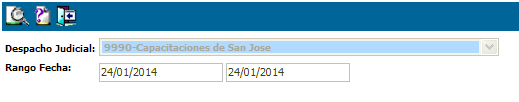 Despacho Judicial: 9990-Capacitaciones de San Jose
Rango Fecha: 24/01/2014 24/01/2014